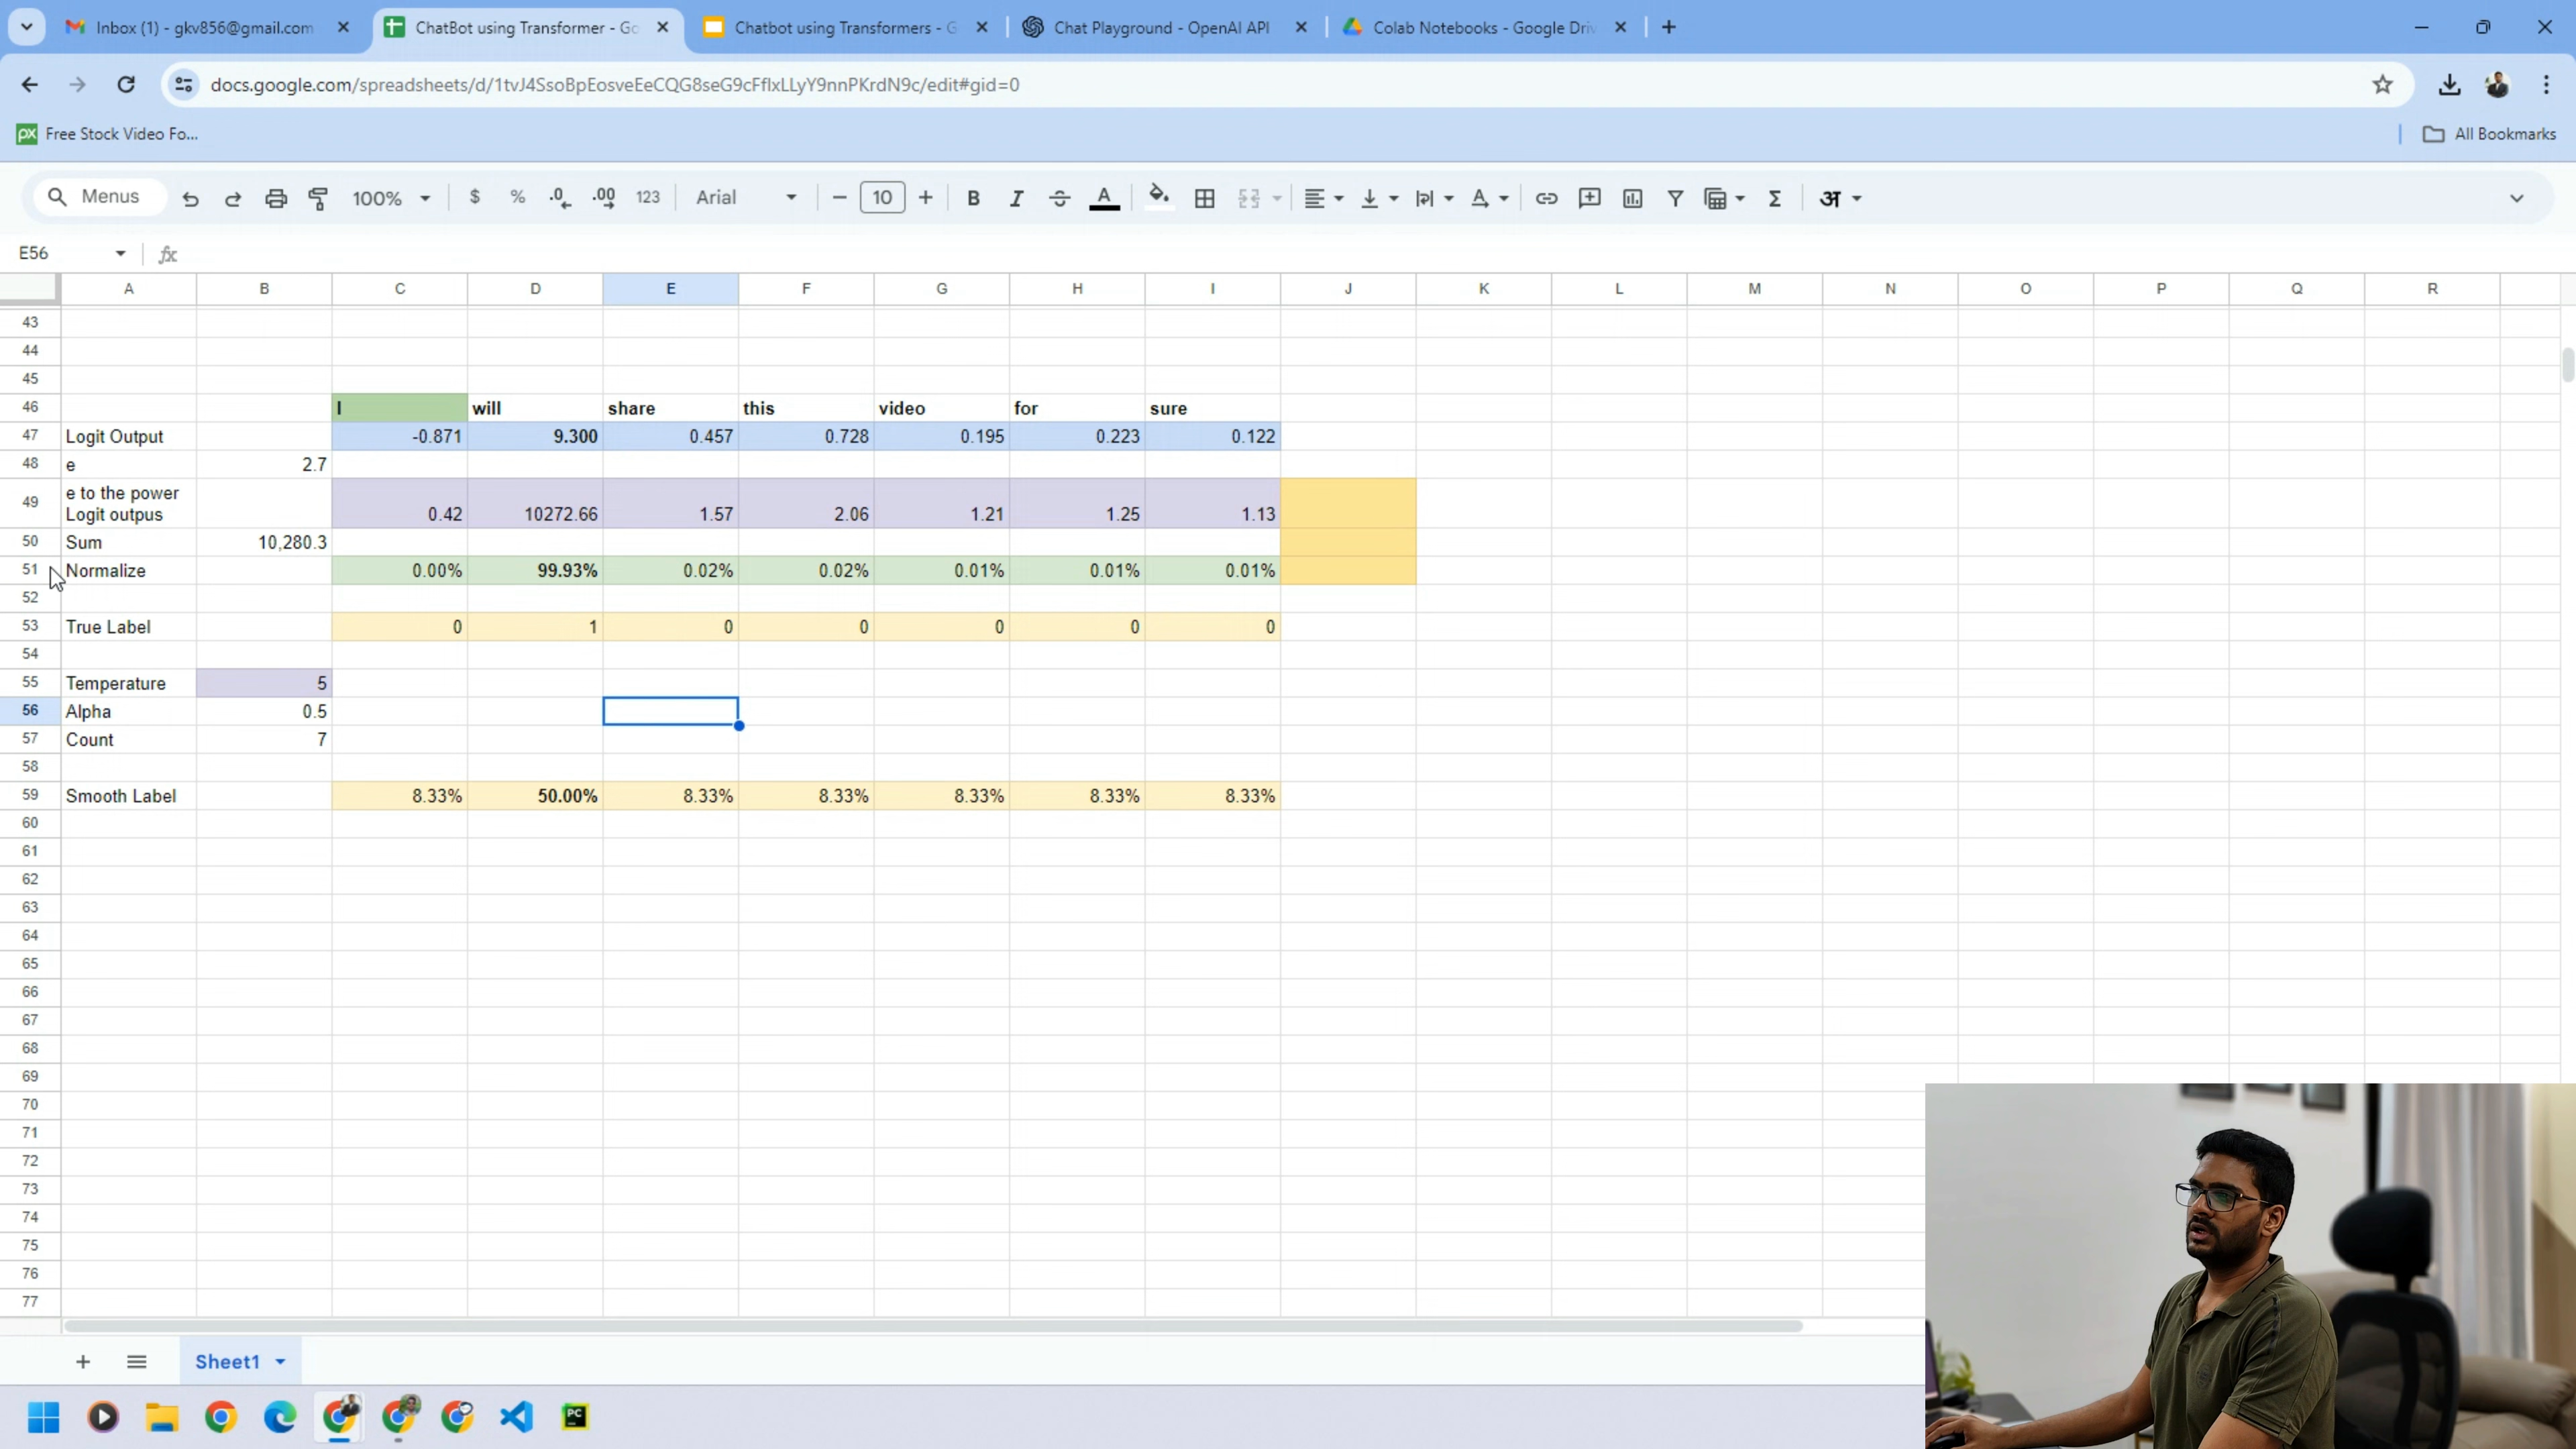 Inbox (1) - gkv856@gmail.com
ChatBot using Transformer - Go
Chatbot using Transformers - G
Chat Playground - OpenAI API
Colab Notebooks - Google Driv
docs.google.com/spreadsheets/d/1tvJ4SsoBpEosveEeCQG8seG9cFflxLLyY9nnPKrdN9c/edit#gid=0
px Free Stock Video Fo...
All Bookmarks
Menus 100% $ % .0 .00 123 Arial 10 B I A A Σ अ
E56 fx
A B C D E F G H I J K L M N O P Q R
43
44
45
46 I will share this video for sure
47 Logit Output -0.871 9.300 0.457 0.728 0.195 0.223 0.122
48 e 2.7
49 e to the power
Logit outpus 0.42 10272.66 1.57 2.06 1.21 1.25 1.13
50 Sum 10,280.3
51 Normalize 0.00% 99.93% 0.02% 0.02% 0.01% 0.01% 0.01%
52
53 True Label 0 1 0 0 0 0 0
54
55 Temperature 5
56 Alpha 0.5
57 Count 7
58
59 Smooth Label 8.33% 50.00% 8.33% 8.33% 8.33% 8.33% 8.33%
60
61
62
63
64
65
66
67
68
69
70
71
72
73
74
75
76
77
Sheet1
PC